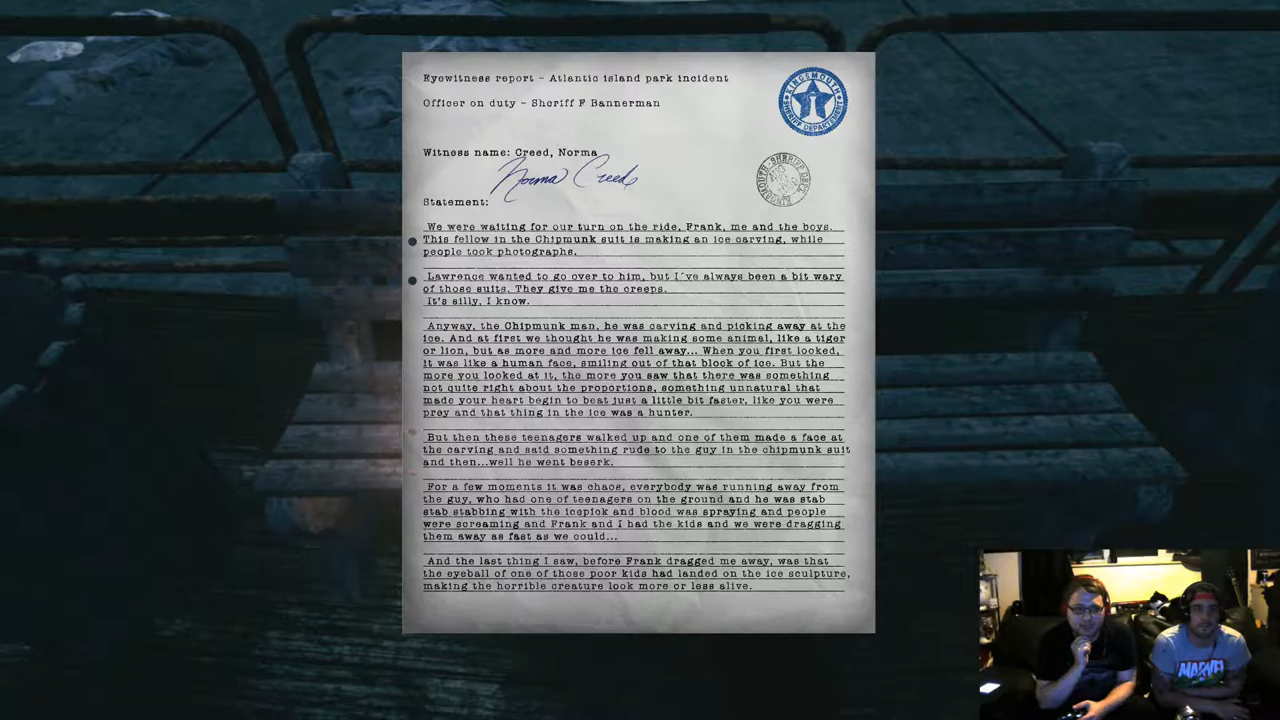 Eyewitness report - Atlantic island park incident
Officer on duty - Sheriff F Bannerman
KINGSMOUTH
SHERIFF DEPARTEMENT
Witness name: Creed, Norma
Norma Creed
KINGSMOUTH SHERIFF DEPT.
Statement:
We were waiting for our turn on the ride, Frank, me and the boys.
This fellow in the Chipmunk suit is making an ice carving, while
people took photographs.
Lawrence wanted to go over to him, but I've always been a bit wary
of those suits. They give me the creeps.
It's silly, I know.
Anyway, the Chipmunk man, he was carving and picking away at the
ice. And at first we thought he was making some animal, like a tiger
or lion, but as more and more ice fell away... When you first looked,
it was like a human face, smiling out of that block of ice. But the
more you looked at it, the more you saw that there was something
not quite right about the proportions, something unnatural that
made your heart begin to beat just a little bit faster, like you were
prey and that thing in the ice was a hunter.
But then these teenagers walked up and one of them made a face at
the carving and said something rude to the guy in the chipmunk suit
and then...well he went beserk.
For a few moments it was chaos, everybody was running away from
the guy, who had one of teenagers on the ground and he was stab
stab stabbing with the icepick and blood was spraying and people
were screaming and Frank and I had the kids and we were dragging
them away as fast as we could...
And the last thing I saw, before Frank dragged me away, was that
the eyeball of one of those poor kids had landed on the ice sculpture,
making the horrible creature look more or less alive.
MARVEL